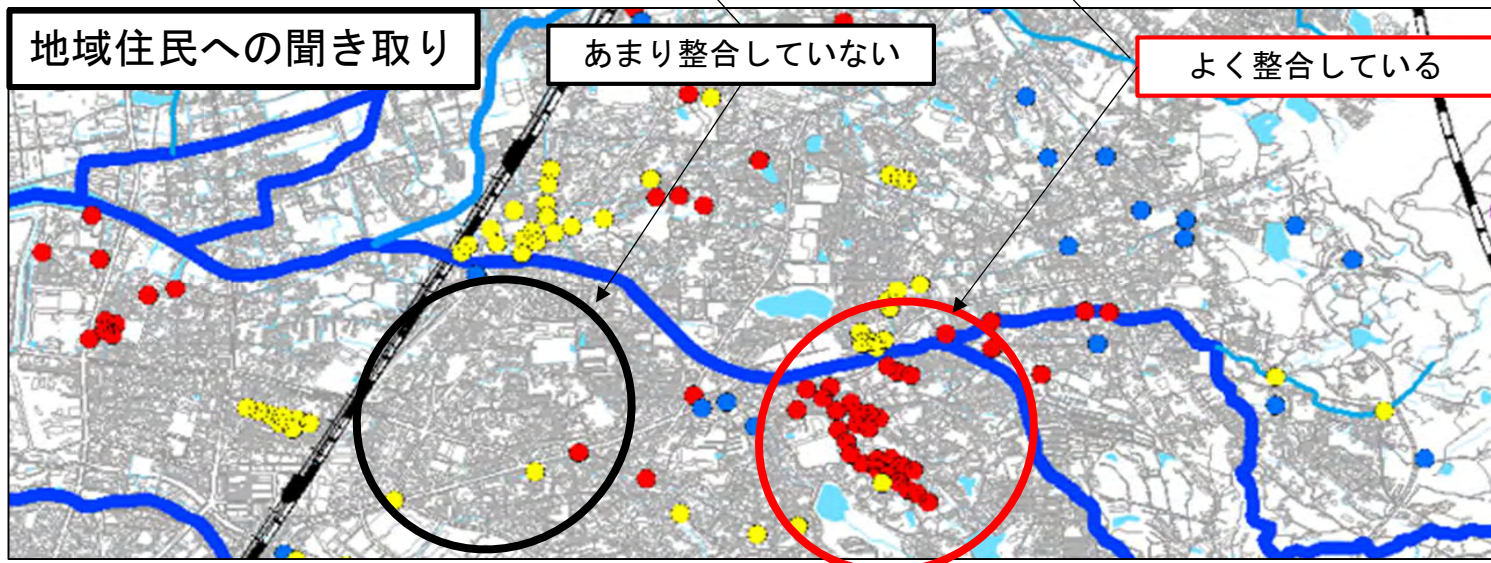 地域住民への聞き取り
あまり整合していない
よく整合している